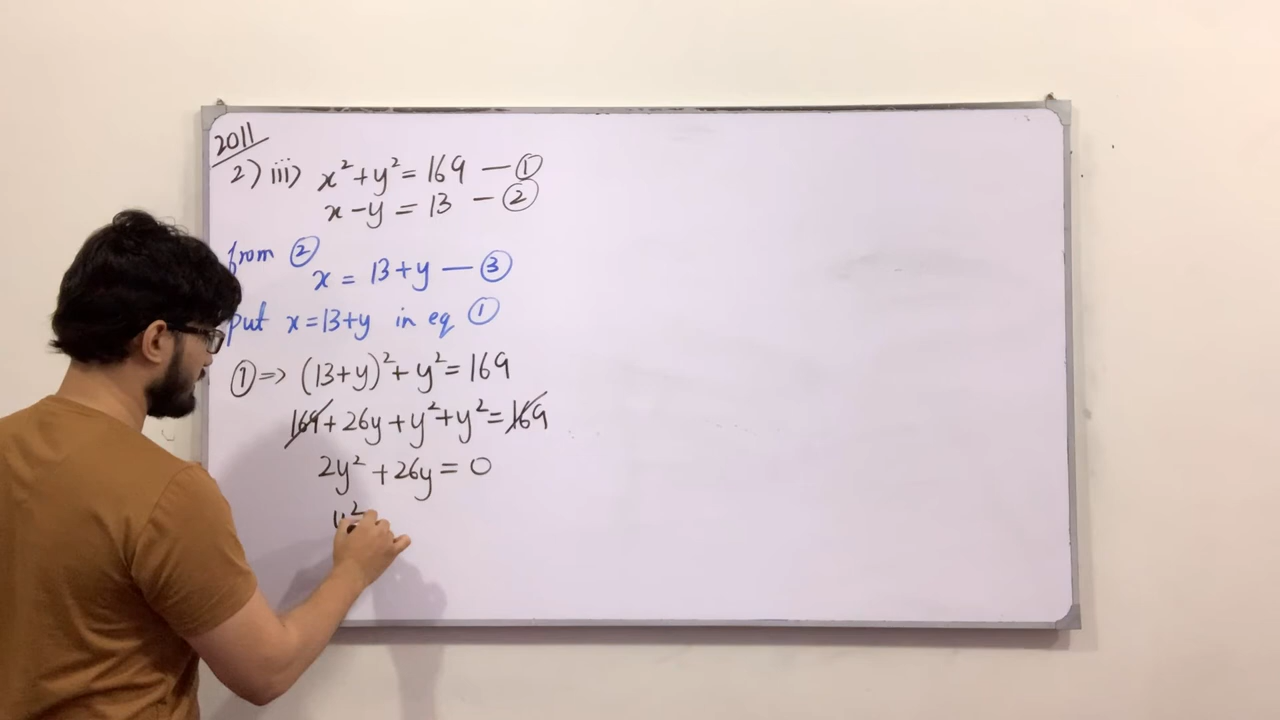 2011
2) iii) x² + y² = 169 — ①
x - y = 13 - ②
from ②
x = 13 + y — ③
put x = 13+y in eq ①
① => (13+y)² + y² = 169
169 + 26y + y² + y² = 169
2y² + 26y = 0
y²